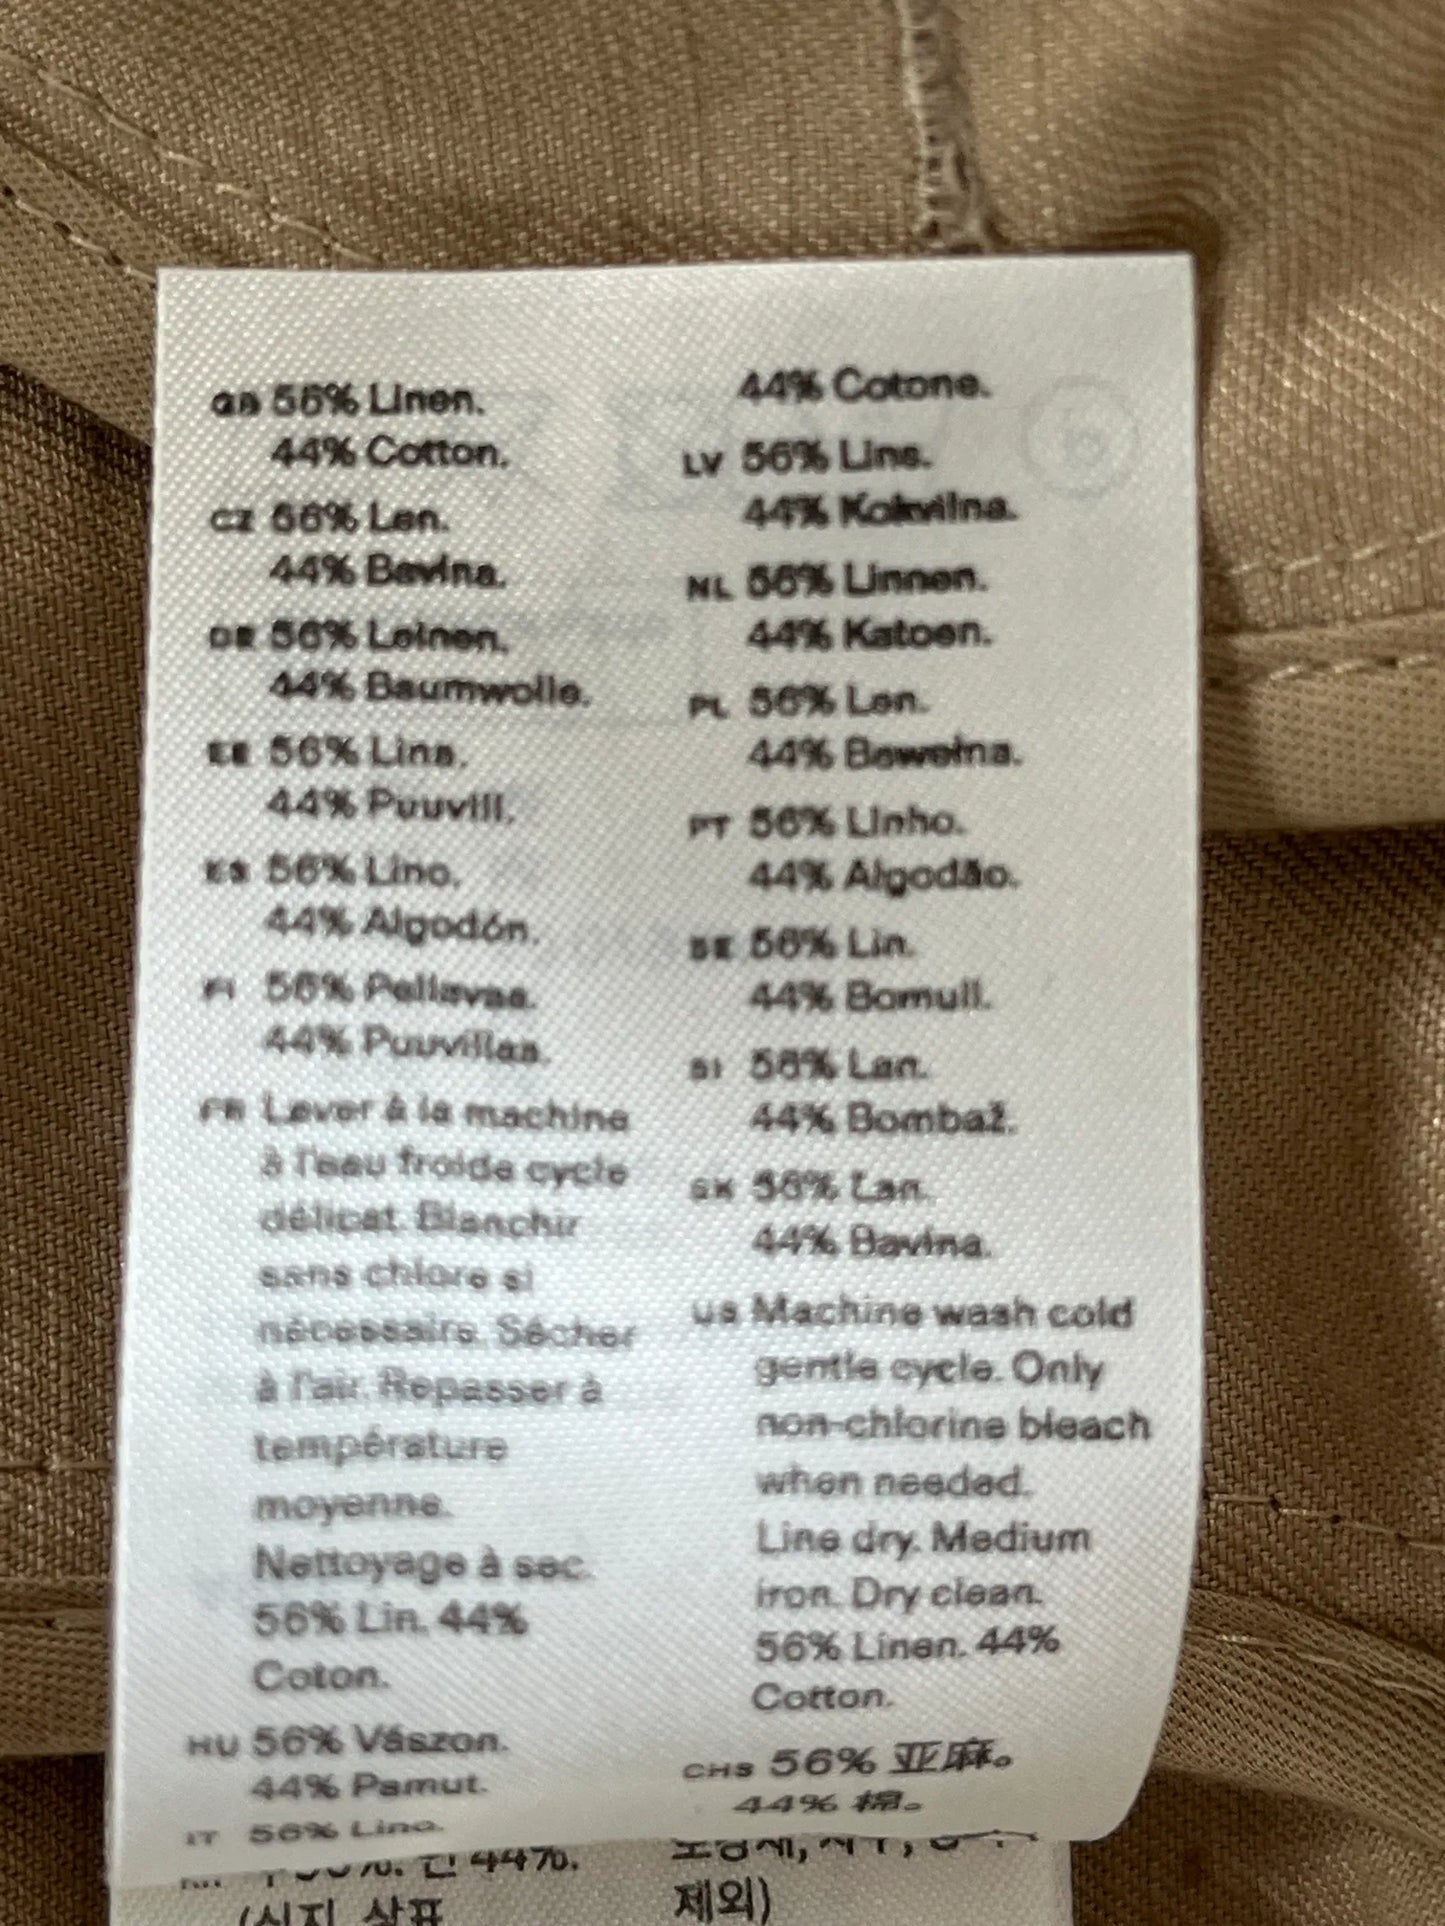 GB 56% Linen.
44% Cotton.
CZ 56% Len.
44% Bavlna.
DE 56% Leinen.
44% Baumwolle.
EE 56% Lina.
44% Puuvill.
ES 56% Lino.
44% Algodón.
FI 56% Pellavaa.
44% Puuvillaa.
FR Laver à la machine
à l'eau froide cycle
délicat. Blanchir
sans chlore si
nécessaire. Sécher
à l'air. Repasser à
température
moyenne.
Nettoyage à sec.
56% Lin. 44%
Coton.
HU 56% Vászon.
44% Pamut.
IT 56% Lino.
44% Cotone.
LV 56% Lins.
44% Kokvilna.
NL 56% Linnen.
44% Katoen.
PL 56% Len.
44% Bawełna.
PT 56% Linho.
44% Algodão.
SE 56% Lin.
44% Bomull.
SI 56% Lan.
44% Bombaž.
SK 56% Ľan.
44% Bavlna.
US Machine wash cold
gentle cycle. Only
non-chlorine bleach
when needed.
Line dry. Medium
iron. Dry clean.
56% Linen. 44%
Cotton.
CHS 56% 亚麻。
44% 棉。
44%.
(심지, 상표
제외)